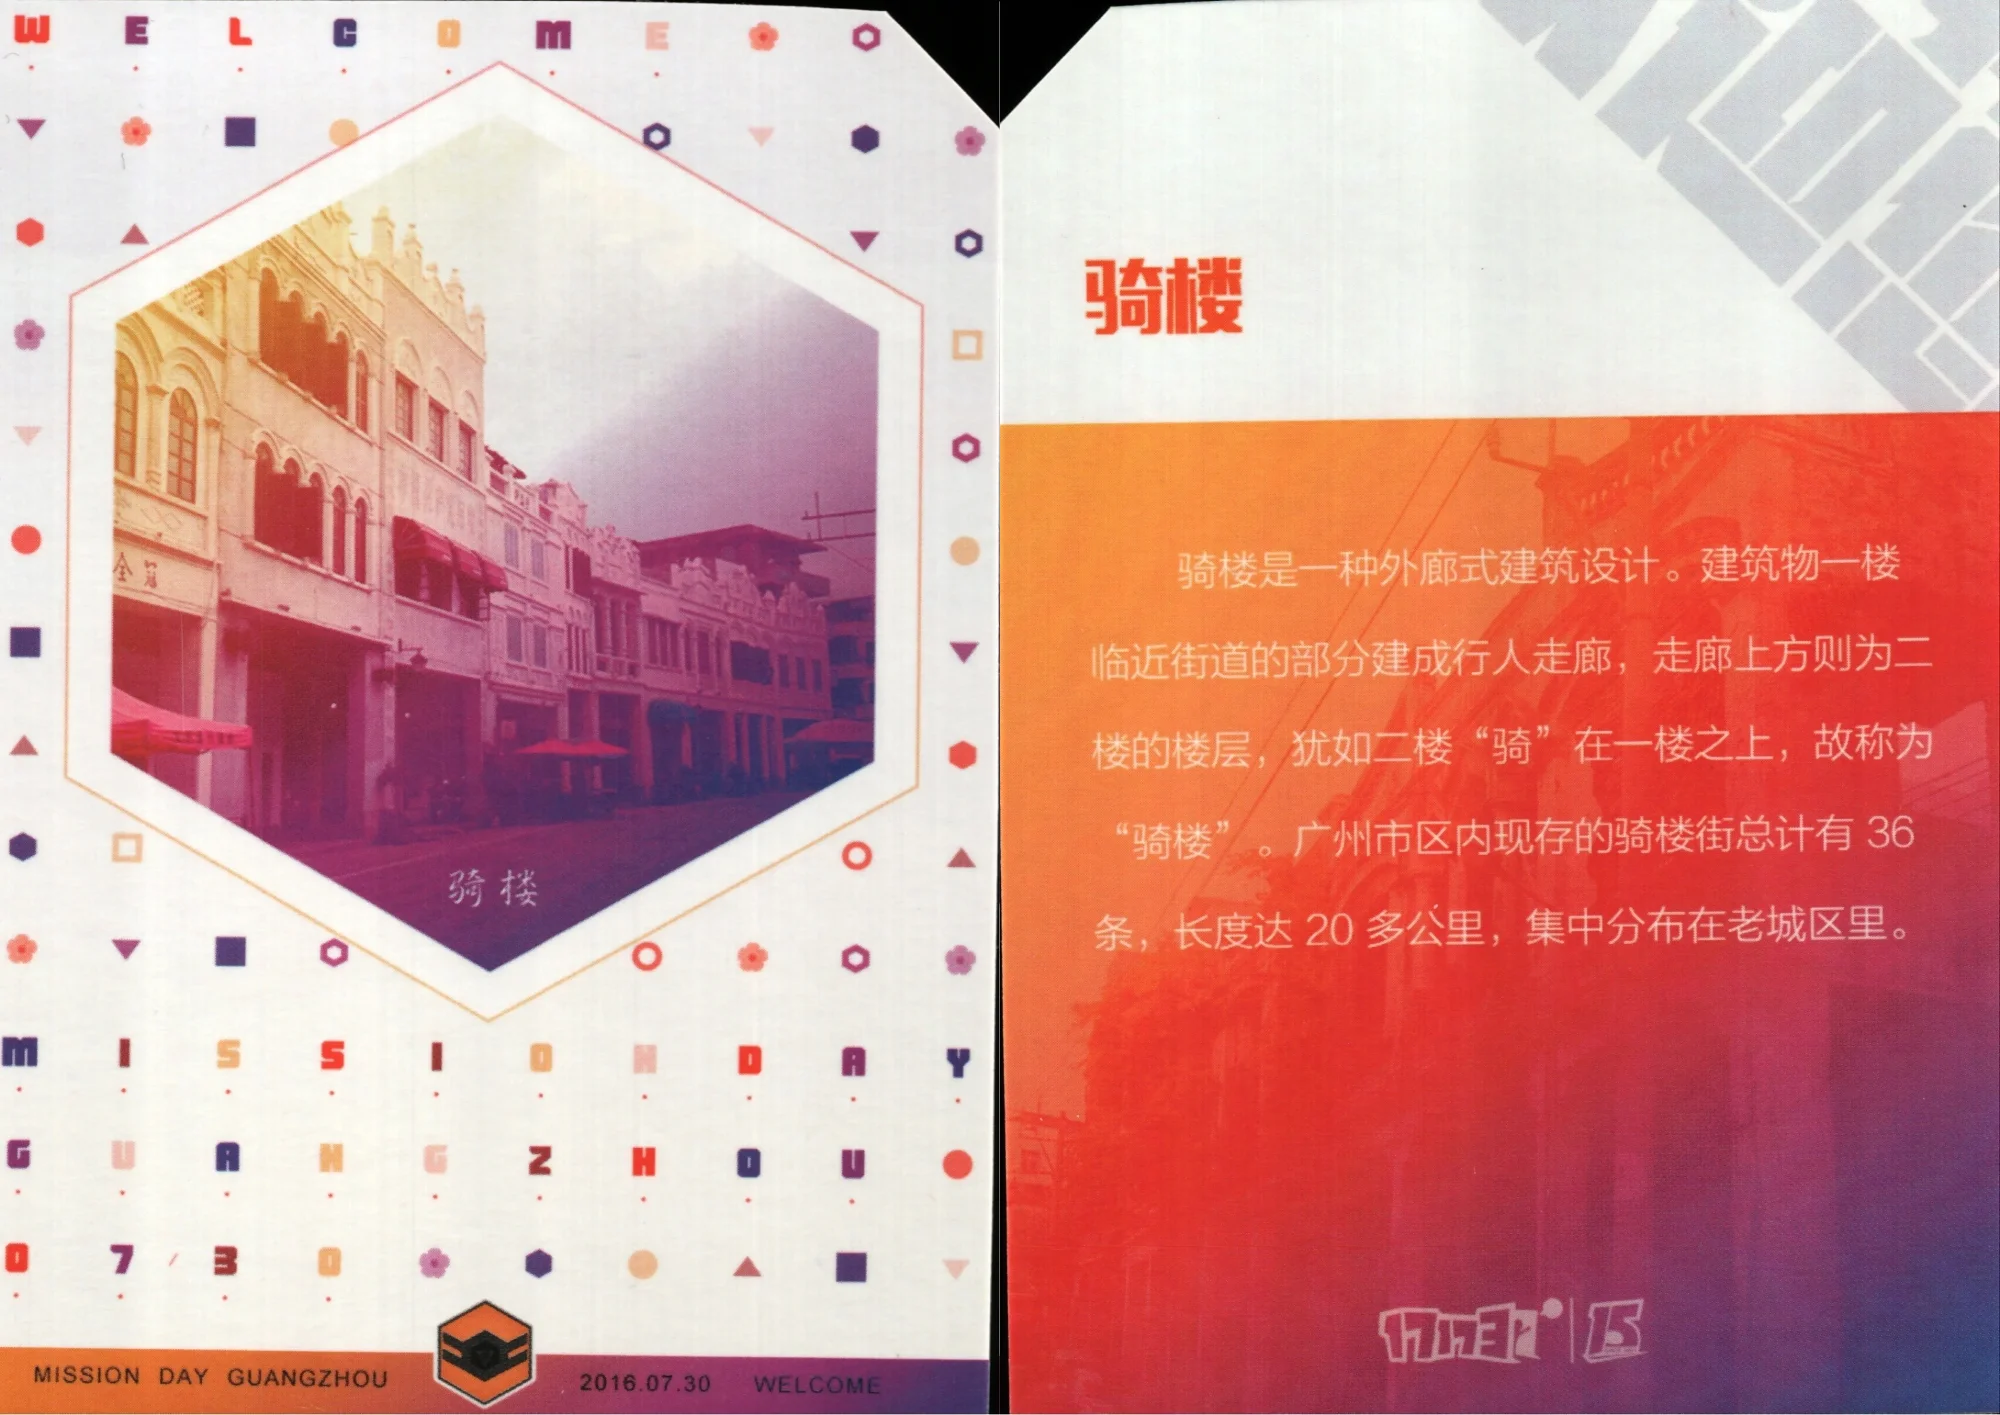 WELCOME
全
骑楼
MISSION DAY
GUANGZHOU
07/30
MISSION DAY GUANGZHOU
2016.07.30 WELCOME
骑楼
骑楼是一种外廊式建筑设计。建筑物一楼
临近街道的部分建成行人走廊，走廊上方则为二
楼的楼层，犹如二楼“骑”在一楼之上，故称为
“骑楼”。广州市区内现存的骑楼街总计有 36
条，长度达 20 多公里，集中分布在老城区里。
17173 15